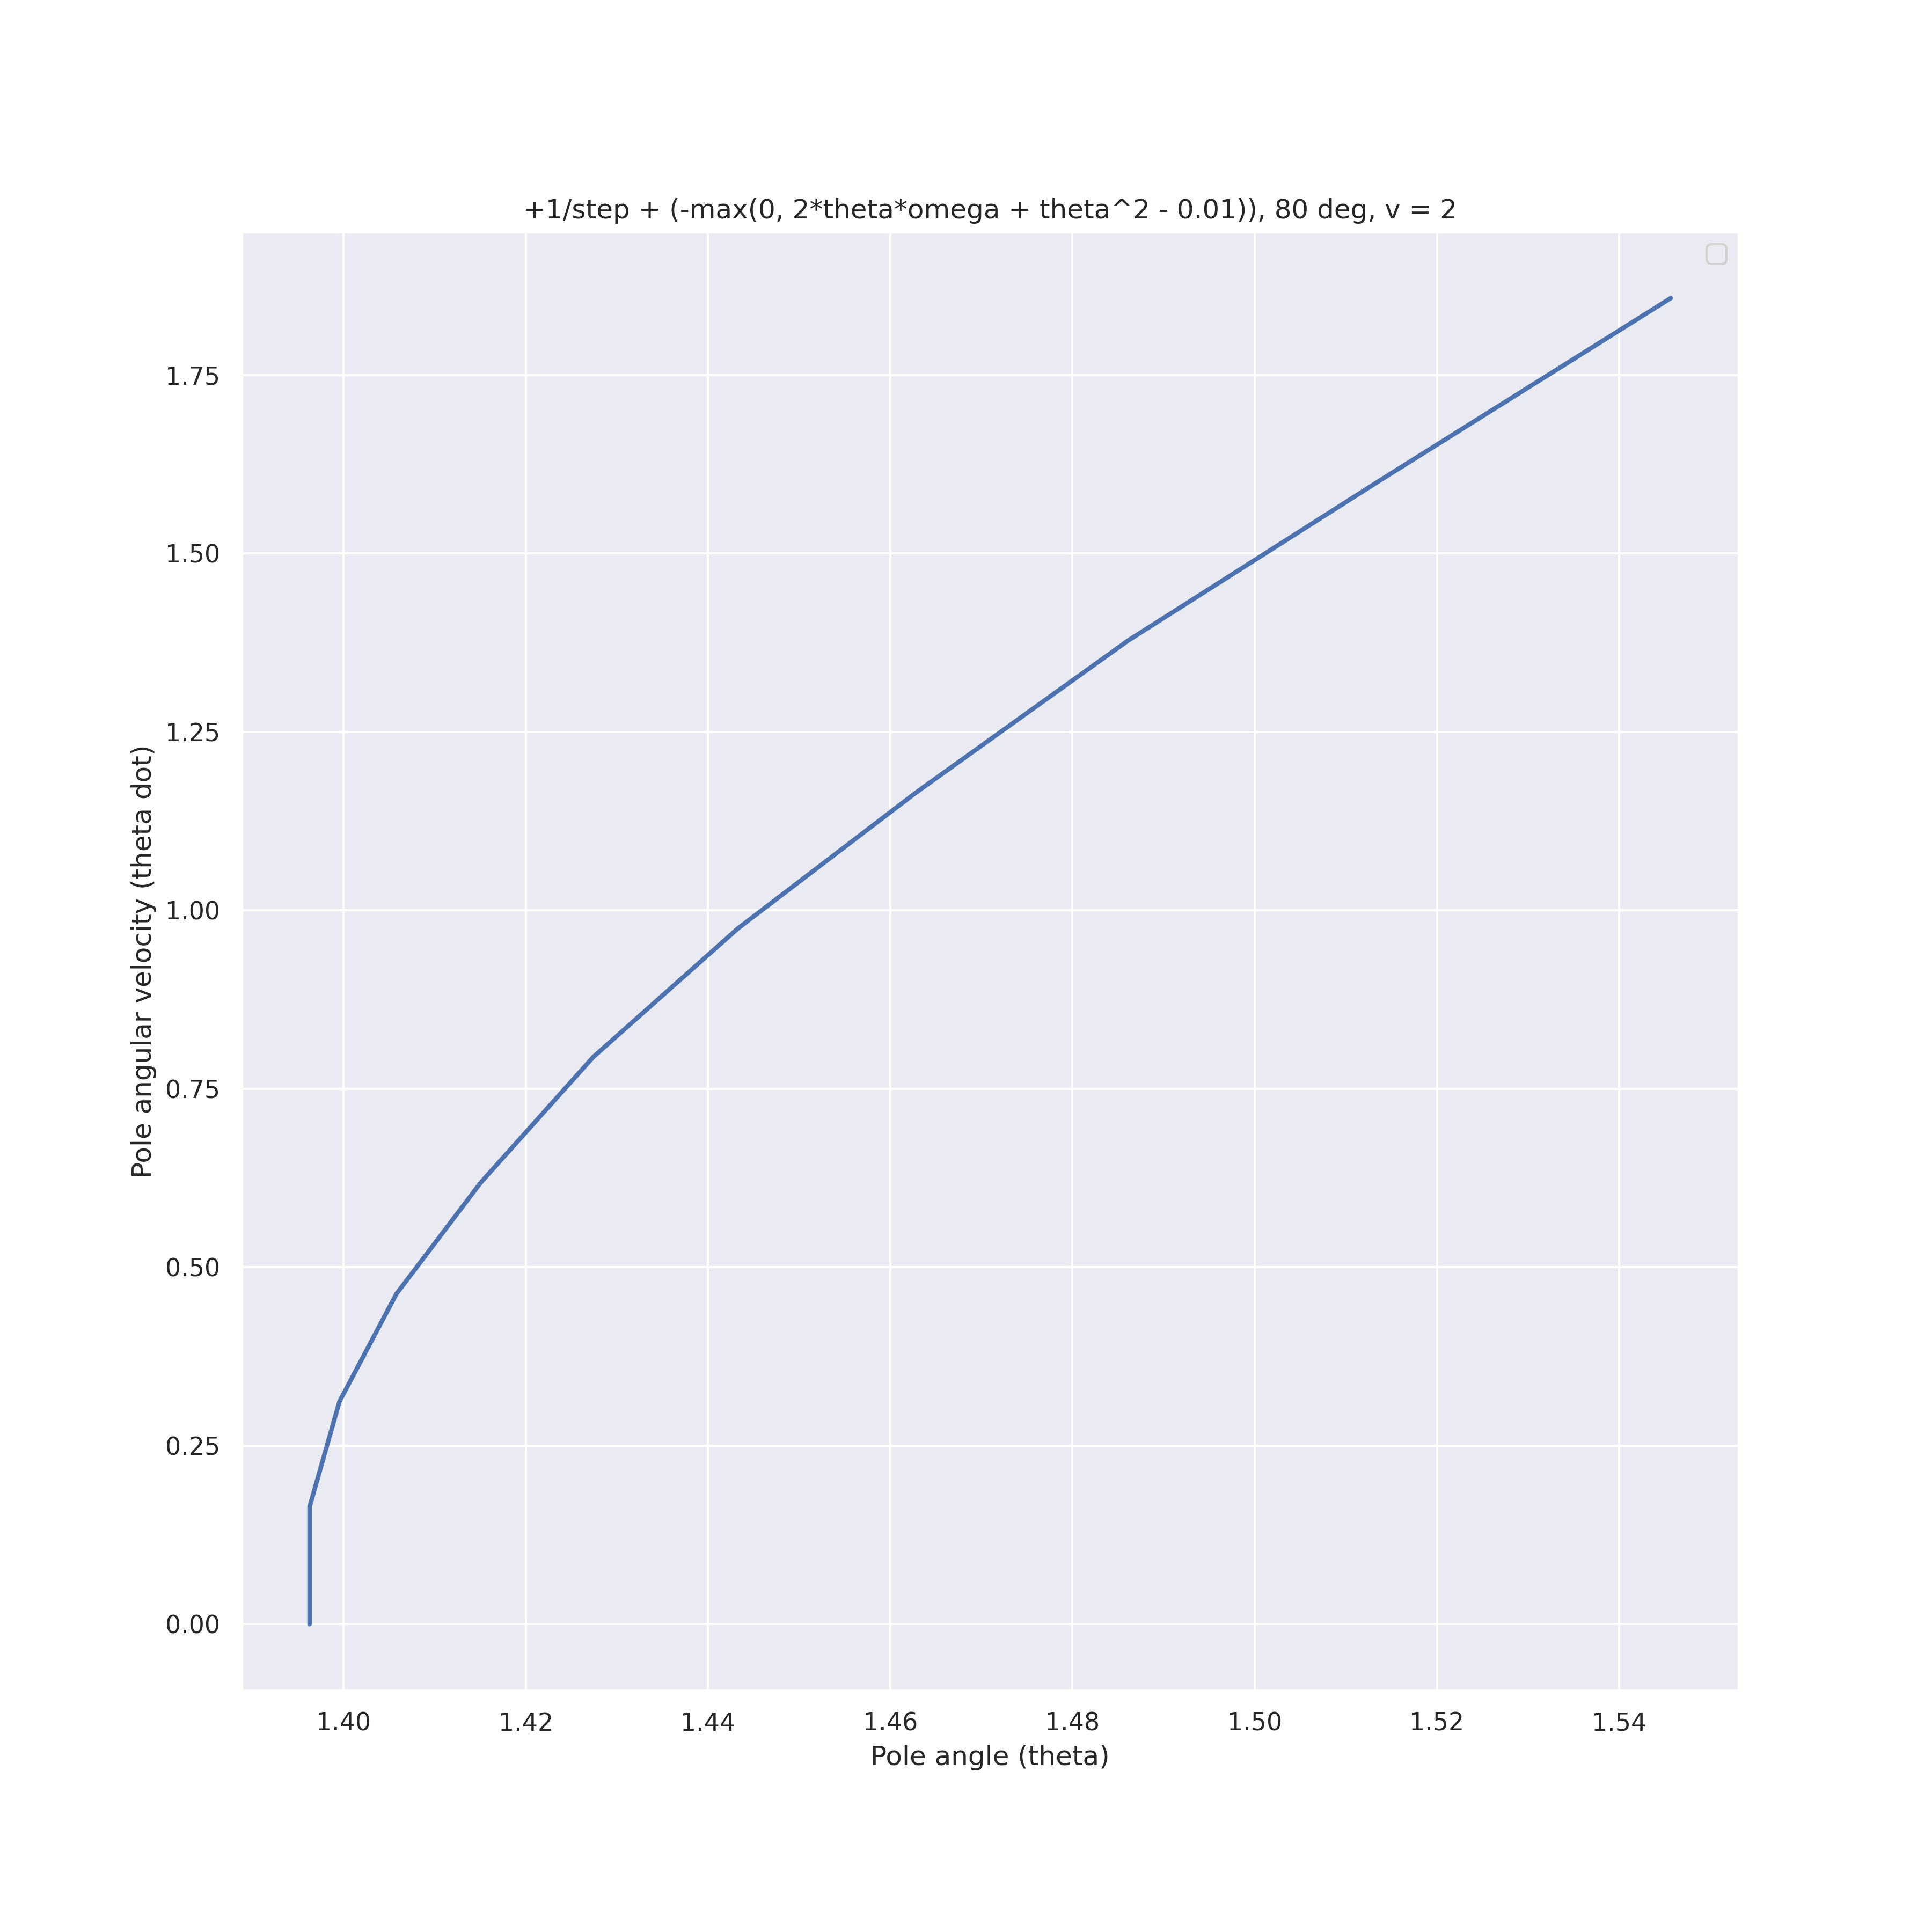 +1/step + (-max(0, 2*theta*omega + theta^2 - 0.01)), 80 deg, v = 2
Pole angular velocity (theta dot)
1.75
1.50
1.25
1.00
0.75
0.50
0.25
0.00
1.40 1.42 1.44 1.46 1.48 1.50 1.52 1.54
Pole angle (theta)